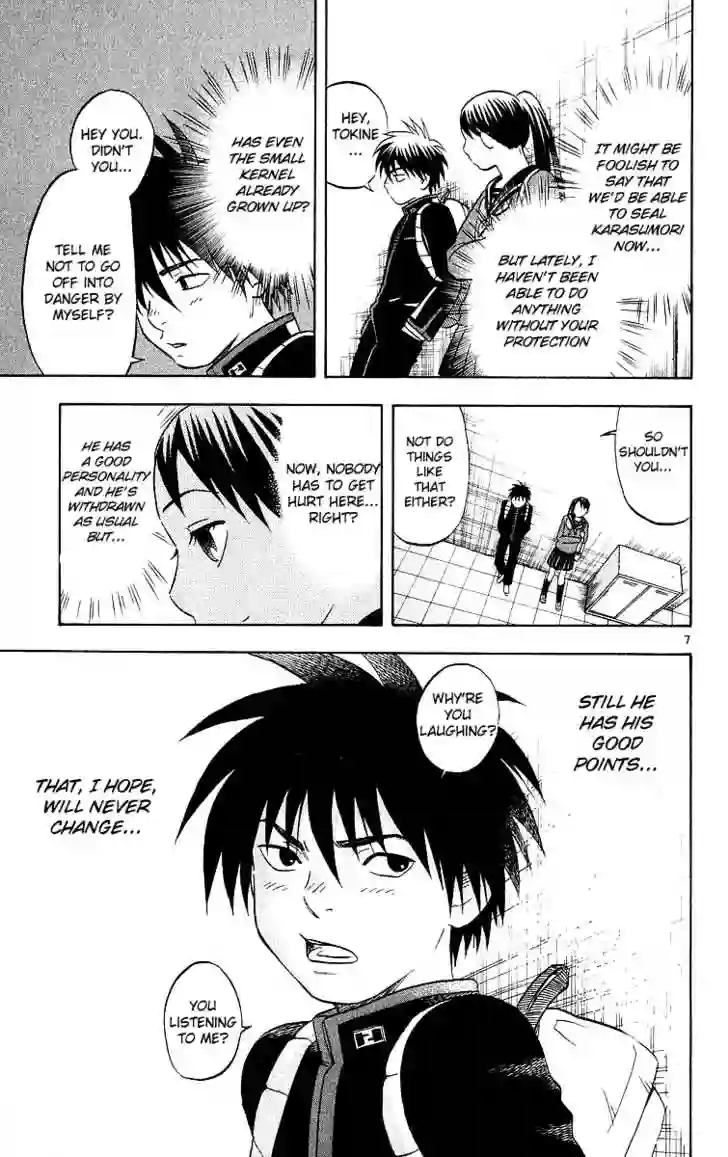 HEY,
TOKINE
...
IT MIGHT BE
FOOLISH TO
SAY THAT
WE'D BE ABLE
TO SEAL
KARASUMORI
NOW...
BUT LATELY, I
HAVEN'T BEEN
ABLE TO DO
ANYTHING
WITHOUT YOUR
PROTECTION
HAS EVEN
THE SMALL
KERNEL
ALREADY
GROWN UP?
HEY YOU.
DIDN'T
YOU...
TELL ME
NOT TO GO
OFF INTO
DANGER BY
MYSELF?
SO
SHOULDN'T
YOU...
NOT DO
THINGS
LIKE
THAT
EITHER?
NOW, NOBODY
HAS TO GET
HURT HERE...
RIGHT?
HE HAS
A GOOD
PERSONALITY
AND HE'S
WITHDRAWN
AS USUAL
BUT...
7
STILL HE
HAS HIS
GOOD
POINTS...
WHY'RE
YOU
LAUGHING?
THAT, I HOPE,
WILL NEVER
CHANGE...
YOU
LISTENING
TO ME?